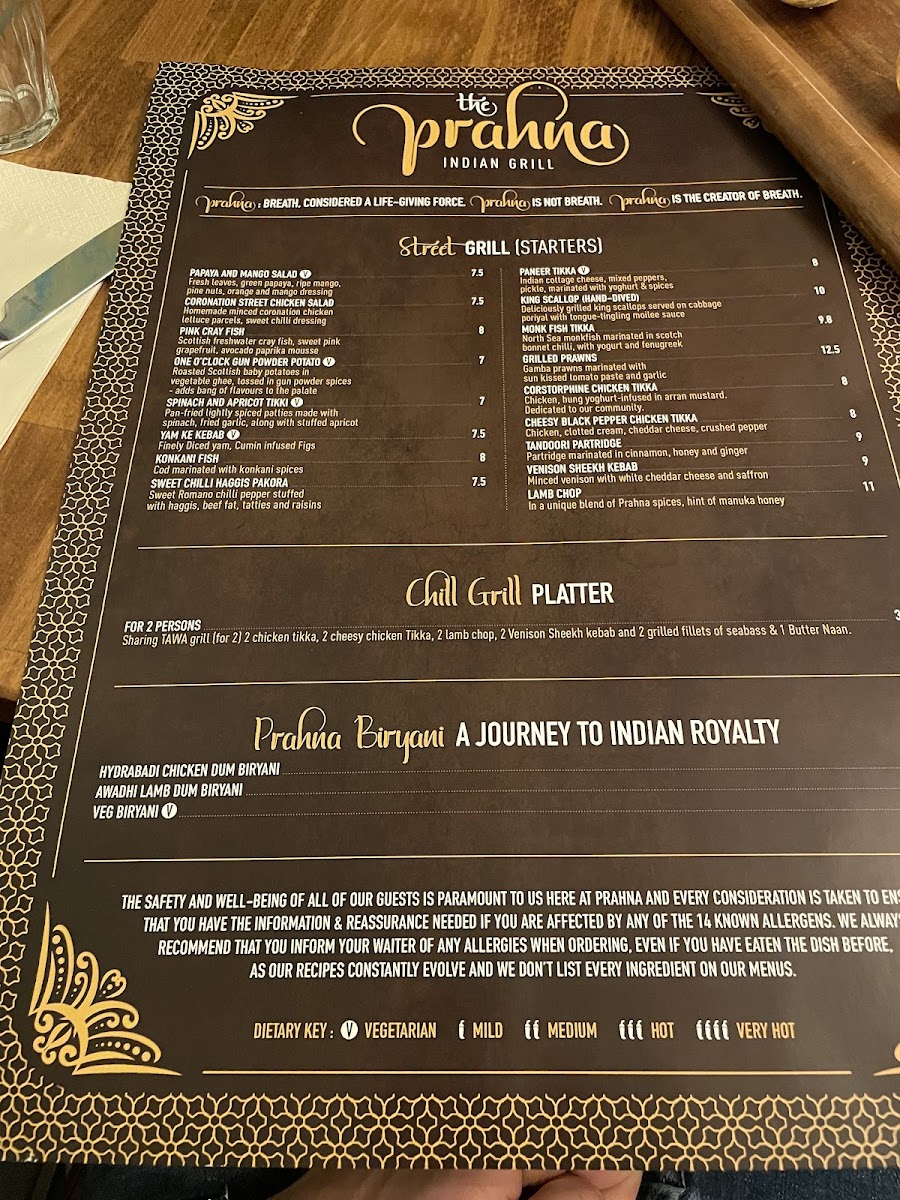 the
prahna
INDIAN GRILL
prahna: BREATH, CONSIDERED A LIFE-GIVING FORCE. prahna IS NOT BREATH. prahna IS THE CREATOR OF BREATH.
Street GRILL (STARTERS)
PAPAYA AND MANGO SALAD V 7.5
Fresh leaves, green papaya, ripe mango,
pine nuts, orange and mango dressing
CORONATION STREET CHICKEN SALAD 7.5
Homemade minced coronation chicken
lettuce parcels, sweet chilli dressing
PINK CRAY FISH 8
Scottish freshwater cray fish, sweet pink
grapefruit, avocado paprika mousse
ONE O'CLOCK GUN POWDER POTATO V 7
Roasted Scottish baby potatoes in
vegetable ghee, tossed in gun powder spices
- adds bang of flavours to the palate
SPINACH AND APRICOT TIKKI V 7
Pan-fried lightly spiced patties made with
spinach, fried garlic, along with stuffed apricot
YAM KE KEBAB V 7.5
Finely Diced yam, Cumin infused Figs
KONKANI FISH 8
Cod marinated with konkani spices
SWEET CHILLI HAGGIS PAKORA 7.5
Sweet Romano chilli pepper stuffed
with haggis, beef fat, tatties and raisins
PANEER TIKKA V 8
Indian cottage cheese, mixed peppers,
pickle, marinated with yoghurt & spices
KING SCALLOP (HAND-DIVED) 10
Deliciously grilled king scallops served on cabbage
poriyal with tongue-tingling moilee sauce
MONK FISH TIKKA 9.8
North Sea monkfish marinated in scotch
bonnet chilli, with yogurt and fenugreek
GRILLED PRAWNS 12.5
Gamba prawns marinated with
sun kissed tomato paste and garlic
CORSTORPHINE CHICKEN TIKKA 8
Chicken, hung yoghurt-infused in arran mustard.
Dedicated to our community.
CHEESY BLACK PEPPER CHICKEN TIKKA 8
Chicken, clotted cream, cheddar cheese, crushed pepper
TANDOORI PARTRIDGE 9
Partridge marinated in cinnamon, honey and ginger
VENISON SHEEKH KEBAB 9
Minced venison with white cheddar cheese and saffron
LAMB CHOP 11
In a unique blend of Prahna spices, hint of manuka honey
Chill Grill PLATTER
FOR 2 PERSONS 3
Sharing TAWA grill (for 2) 2 chicken tikka, 2 cheesy chicken Tikka, 2 lamb chop, 2 Venison Sheekh kebab and 2 grilled fillets of seabass & 1 Butter Naan.
Prahna Biryani A JOURNEY TO INDIAN ROYALTY
HYDRABADI CHICKEN DUM BIRYANI
AWADHI LAMB DUM BIRYANI
VEG BIRYANI V
THE SAFETY AND WELL-BEING OF ALL OF OUR GUESTS IS PARAMOUNT TO US HERE AT PRAHNA AND EVERY CONSIDERATION IS TAKEN TO ENS
THAT YOU HAVE THE INFORMATION & REASSURANCE NEEDED IF YOU ARE AFFECTED BY ANY OF THE 14 KNOWN ALLERGENS. WE ALWAY
RECOMMEND THAT YOU INFORM YOUR WAITER OF ANY ALLERGIES WHEN ORDERING, EVEN IF YOU HAVE EATEN THE DISH BEFORE,
AS OUR RECIPES CONSTANTLY EVOLVE AND WE DON'T LIST EVERY INGREDIENT ON OUR MENUS.
DIETARY KEY: V VEGETARIAN MILD MEDIUM HOT VERY HOT